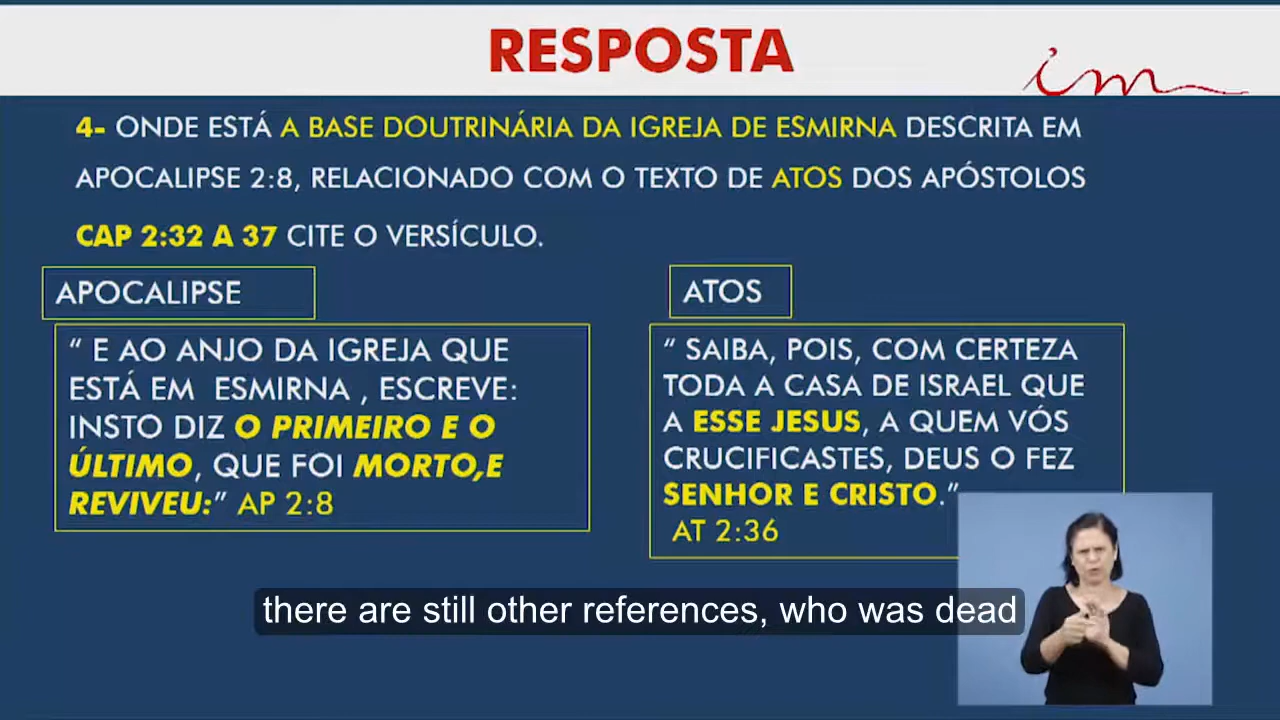 RESPOSTA
im
4- ONDE ESTÁ A BASE DOUTRINÁRIA DA IGREJA DE ESMIRNA DESCRITA EM
APOCALIPSE 2:8, RELACIONADO COM O TEXTO DE ATOS DOS APÓSTOLOS
CAP 2:32 A 37 CITE O VERSÍCULO.
APOCALIPSE
“ E AO ANJO DA IGREJA QUE
ESTÁ EM ESMIRNA , ESCREVE:
INSTO DIZ O PRIMEIRO E O
ÚLTIMO, QUE FOI MORTO,E
REVIVEU:” AP 2:8
ATOS
“ SAIBA, POIS, COM CERTEZA
TODA A CASA DE ISRAEL QUE
A ESSE JESUS, A QUEM VÓS
CRUCIFICASTES, DEUS O FEZ
SENHOR E CRISTO.”
AT 2:36
there are still other references, who was dead